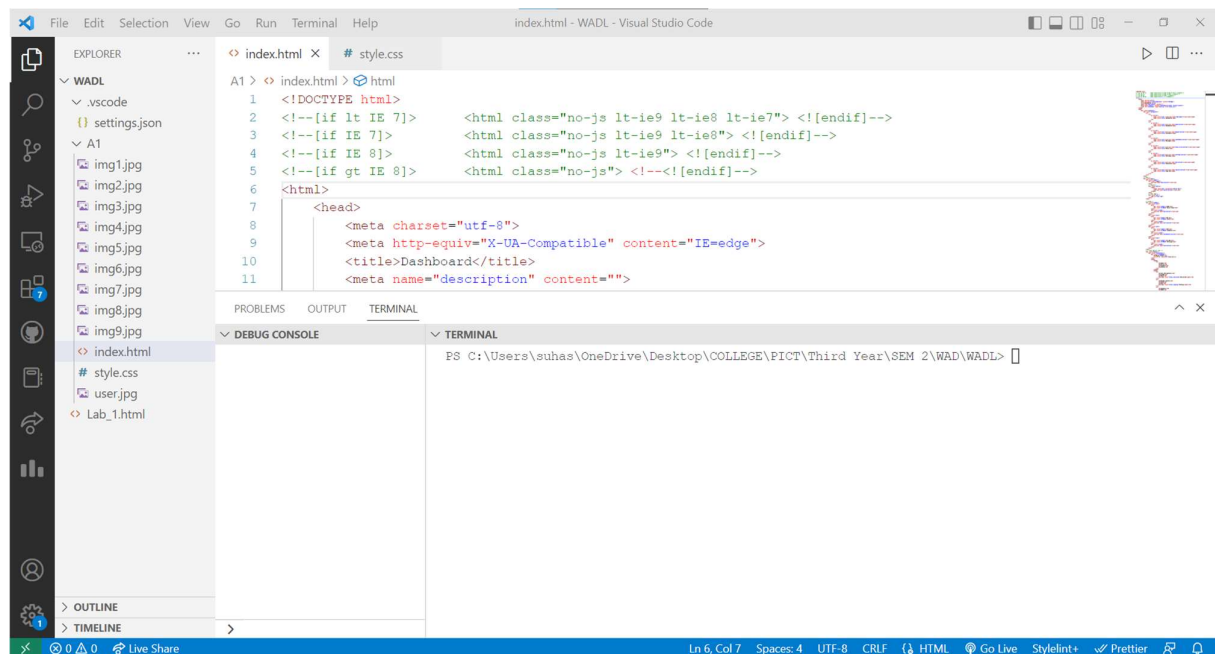 File Edit Selection View Go Run Terminal Help index.html - WADL - Visual Studio Code
EXPLORER
WADL
.vscode
{} settings.json
A1
img1.jpg
img2.jpg
img3.jpg
img4.jpg
img5.jpg
img6.jpg
img7.jpg
img8.jpg
img9.jpg
<> index.html
# style.css
user.jpg
<> Lab_1.html
OUTLINE
TIMELINE
7
1
<> index.html # style.css
A1 > <> index.html > html
1 <!DOCTYPE html>
2 <!--[if lt IE 7]> <html class="no-js lt-ie9 lt-ie8 lt-ie7"> <![endif]-->
3 <!--[if IE 7]> <html class="no-js lt-ie9 lt-ie8"> <![endif]-->
4 <!--[if IE 8]> <html class="no-js lt-ie9"> <![endif]-->
5 <!--[if gt IE 8]> <html class="no-js"> <!--<![endif]-->
6 <html>
7 <head>
8 <meta charset="utf-8">
9 <meta http-equiv="X-UA-Compatible" content="IE=edge">
10 <title>Dashboard</title>
11 <meta name="description" content="">
PROBLEMS OUTPUT TERMINAL
DEBUG CONSOLE
TERMINAL
PS C:\Users\suhas\OneDrive\Desktop\COLLEGE\PICT\Third Year\SEM 2\WAD\WADL>
>
0 0 Live Share Ln 6, Col 7 Spaces: 4 UTF-8 CRLF HTML Go Live Stylelint+ Prettier